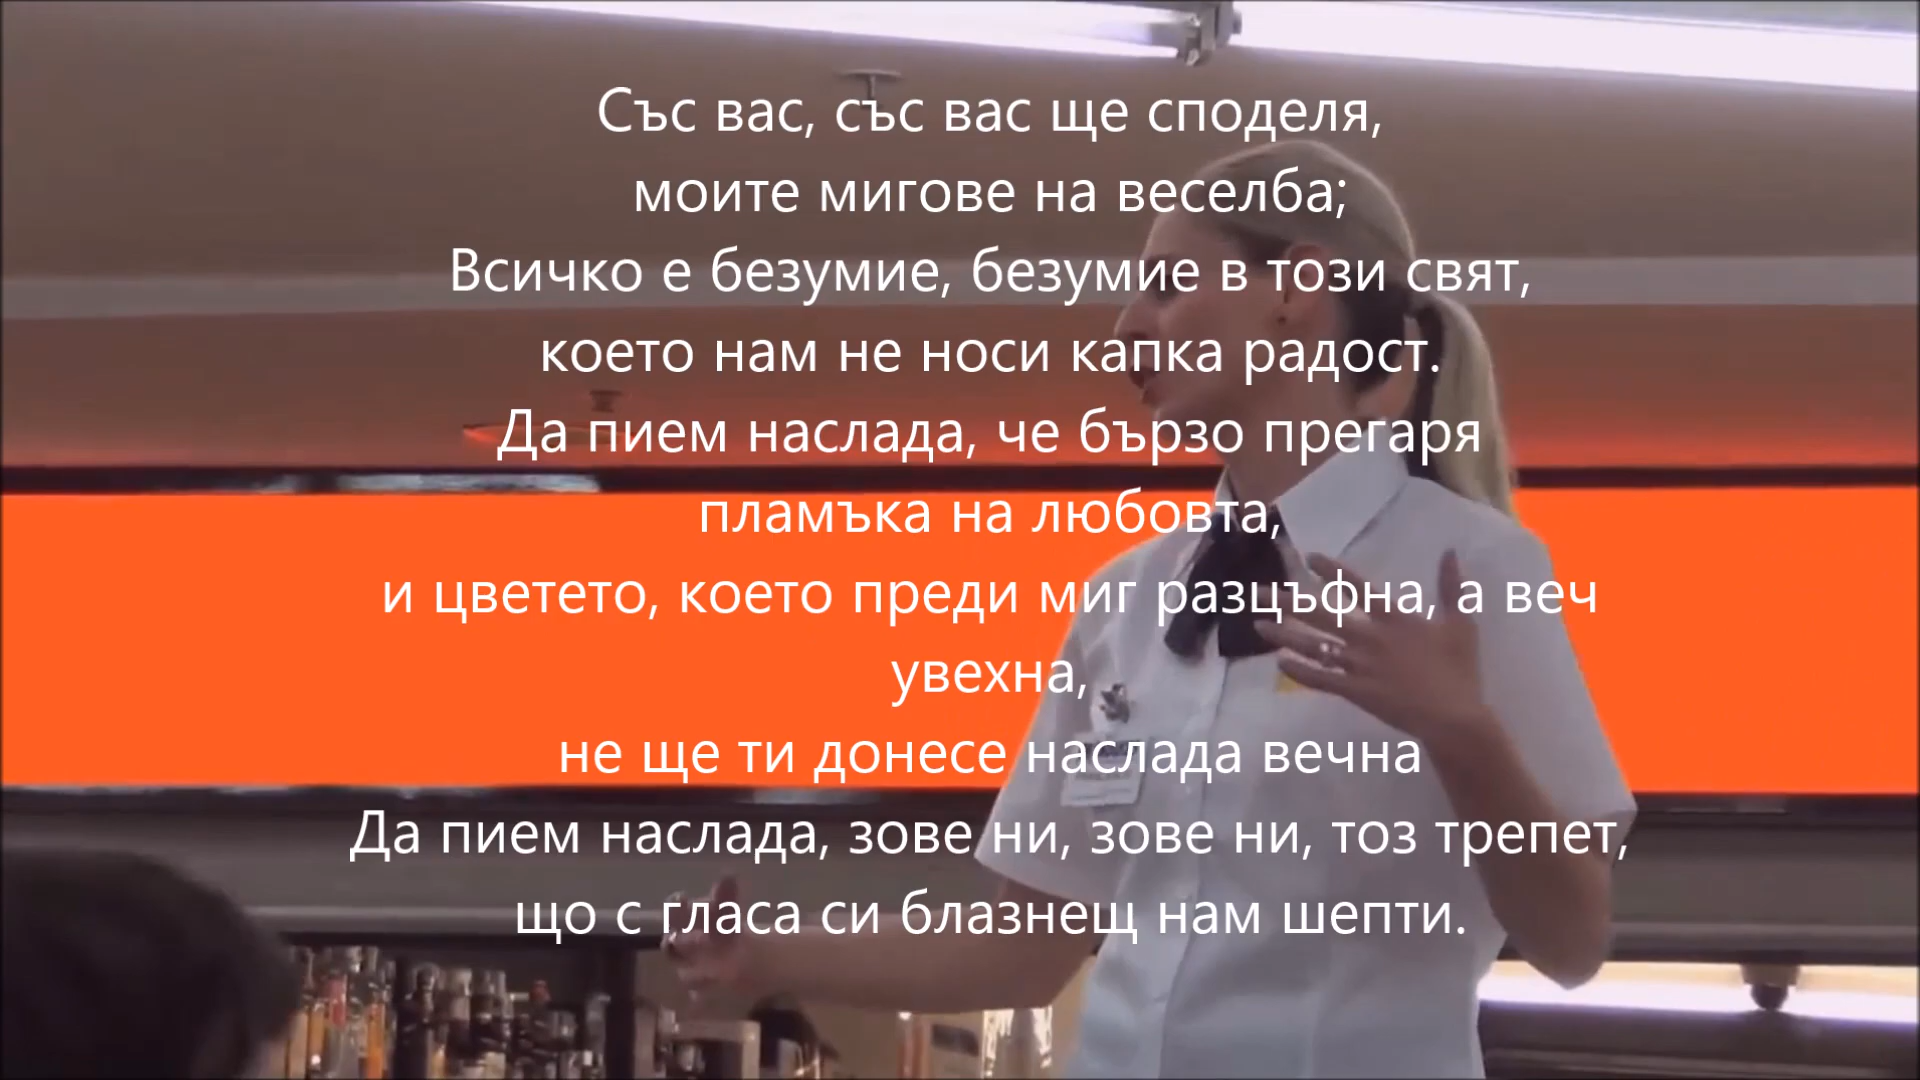 Със вас, със вас ще споделя,
моите мигове на веселба;
Всичко е безумие, безумие в този свят,
което нам не носи капка радост.
Да пием наслада, че бързо прегаря
пламъка на любовта,
и цветето, което преди миг разцъфна, а веч
увехна,
не ще ти донесе наслада вечна
Да пием наслада, зове ни, зове ни, тоз трепет,
що с гласа си блазнещ нам шепти.